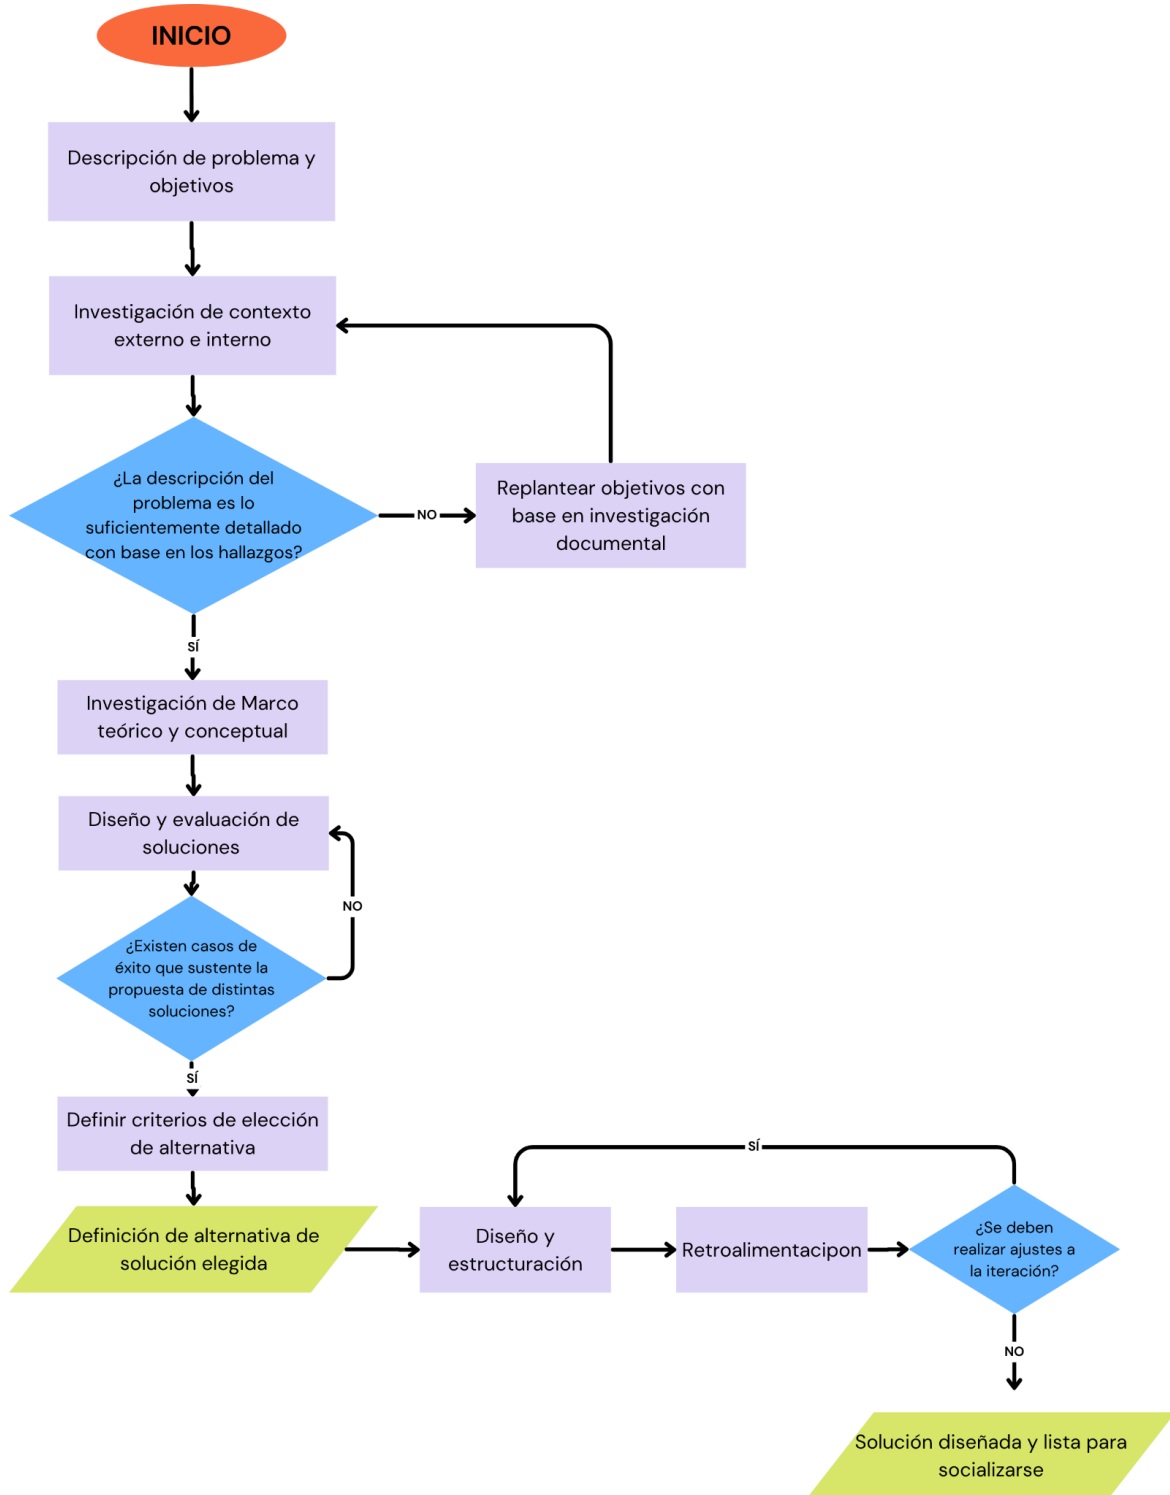 INICIO
Descripción de problema y
objetivos
Investigación de contexto
externo e interno
¿La descripción del
problema es lo
suficientemente detallado
con base en los hallazgos?
NO
Replantear objetivos con
base en investigación
documental
SÍ
Investigación de Marco
teórico y conceptual
Diseño y evaluación de
soluciones
NO
¿Existen casos de
éxito que sustente la
propuesta de distintas
soluciones?
SÍ
Definir criterios de elección
de alternativa
Definición de alternativa de
solución elegida
Diseño y
estructuración
Retroalimentacipon
¿Se deben
realizar ajustes a
la iteración?
SÍ
NO
Solución diseñada y lista para
socializarse